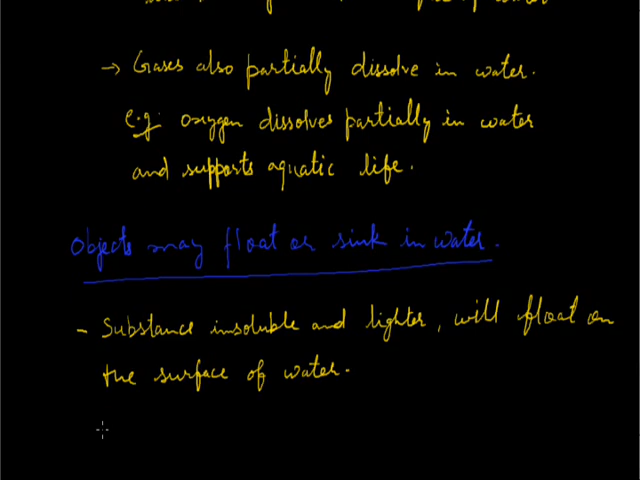 → Gases also partially dissolve in water.
e.g. oxygen dissolves partially in water
and supports aquatic life.
Objects may float or sink in water.
- Substance insoluble and lighter, will float on
the surface of water.